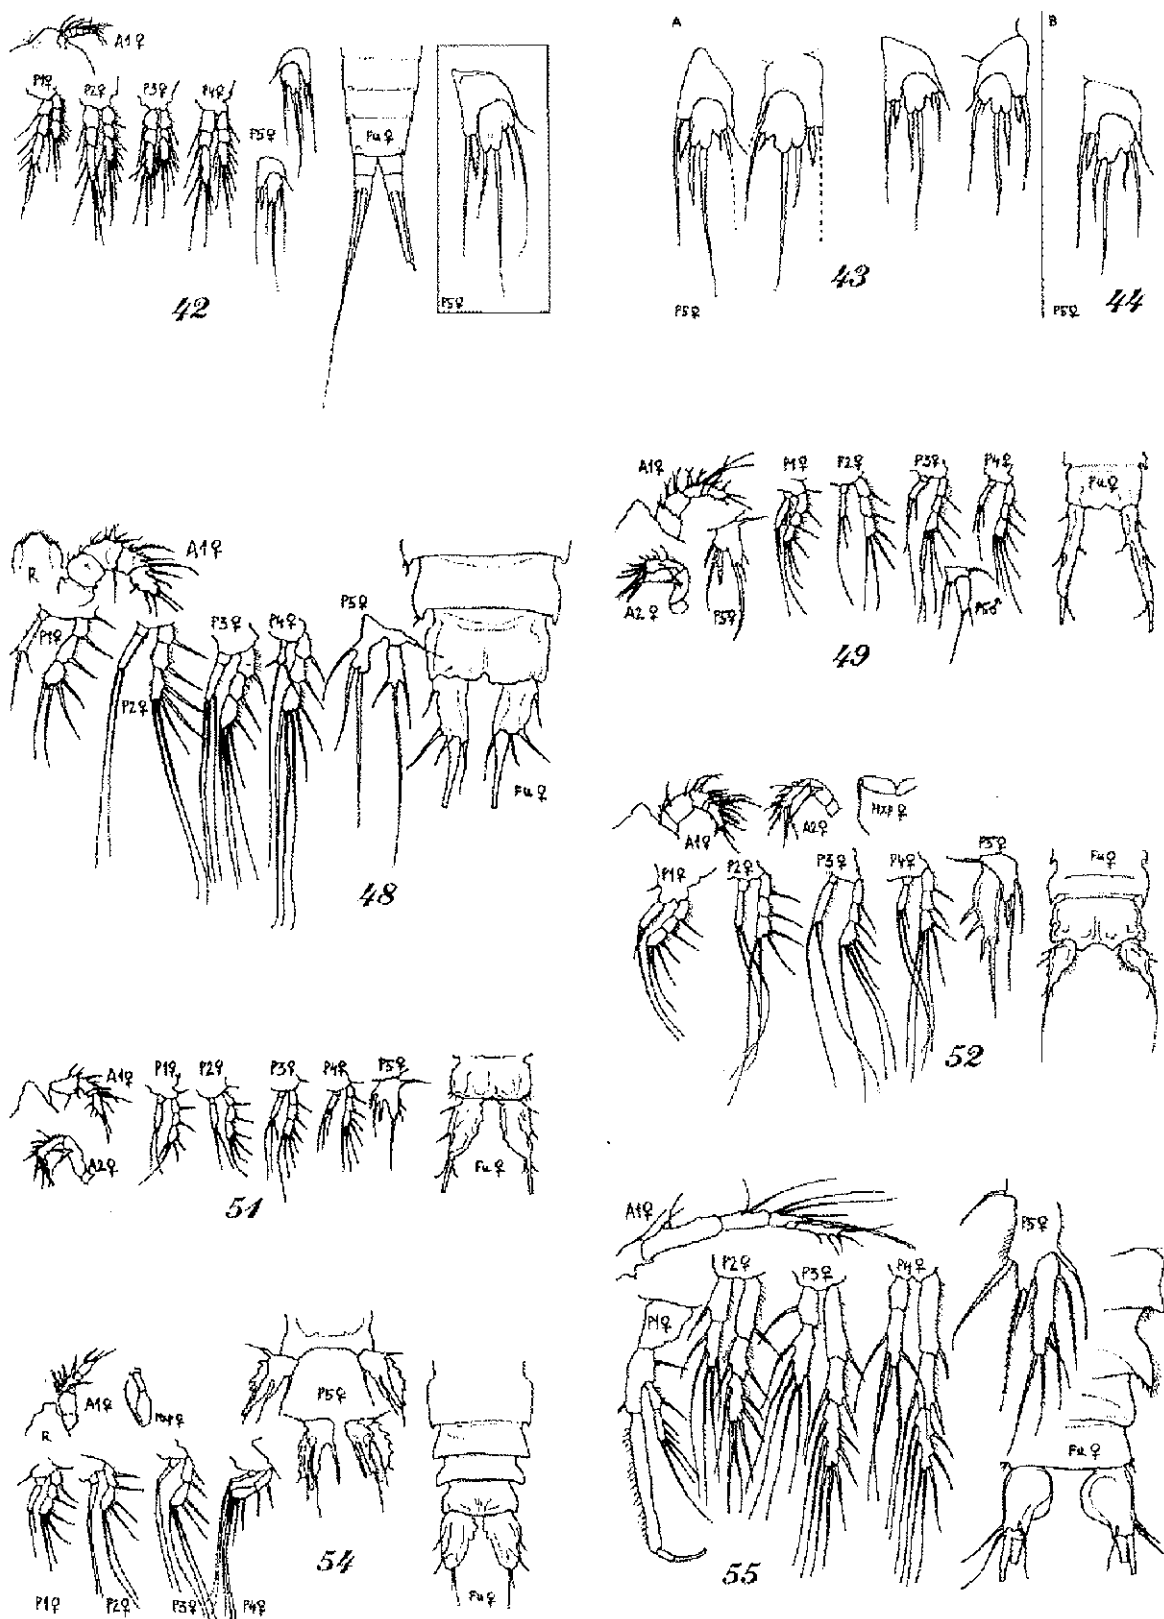 A1♀
P1♀ P2♀ P3♀ P4♀ P5♀ Fu♀
P5♀
42
A B
P5♀
43
P5♀
44
R A1♀
P1♀ P2♀ P3♀ P4♀ P5♀
Fu♀
48
A1♀ P1♀ P2♀ P3♀ P4♀ Fu♀
A2♀ P5♀ P5♂
49
A1♀ P1♀ P2♀ P3♀ P4♀ P5♀
A2♀ Fu♀
51
A1♀ A2♀ Mxp♀
P1♀ P2♀ P3♀ P4♀ P5♀ Fu♀
52
R A1♀ Mxp♀ P5♀
P1♀ P2♀ P3♀ P4♀ Fu♀
54
A1♀ P5♀
P1♀ P2♀ P3♀ P4♀
Fu♀
55